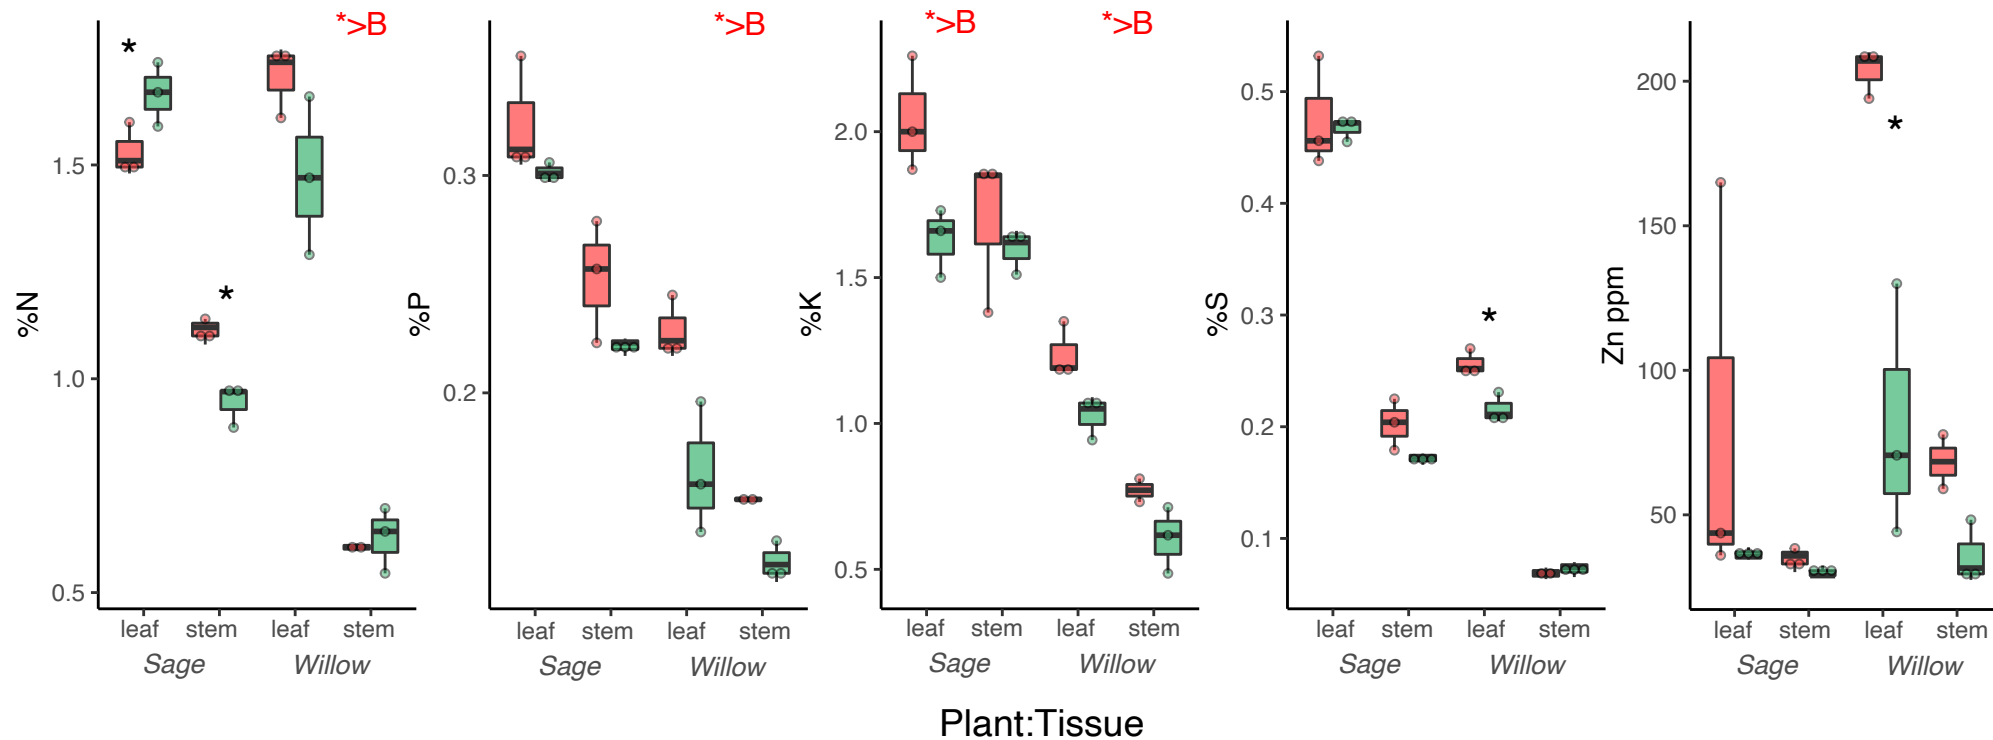 *>B *>B *>B *>B
* * * *  *
%N
1.5
1.0
0.5
leaf stem leaf stem
Sage Willow
%P
0.3
0.2
leaf stem leaf stem
Sage Willow
%K
2.0
1.5
1.0
0.5
leaf stem leaf stem
Sage Willow
%S
0.5
0.4
0.3
0.2
0.1
leaf stem leaf stem
Sage Willow
Zn ppm
200
150
100
50
leaf stem leaf stem
Sage Willow
Plant:Tissue